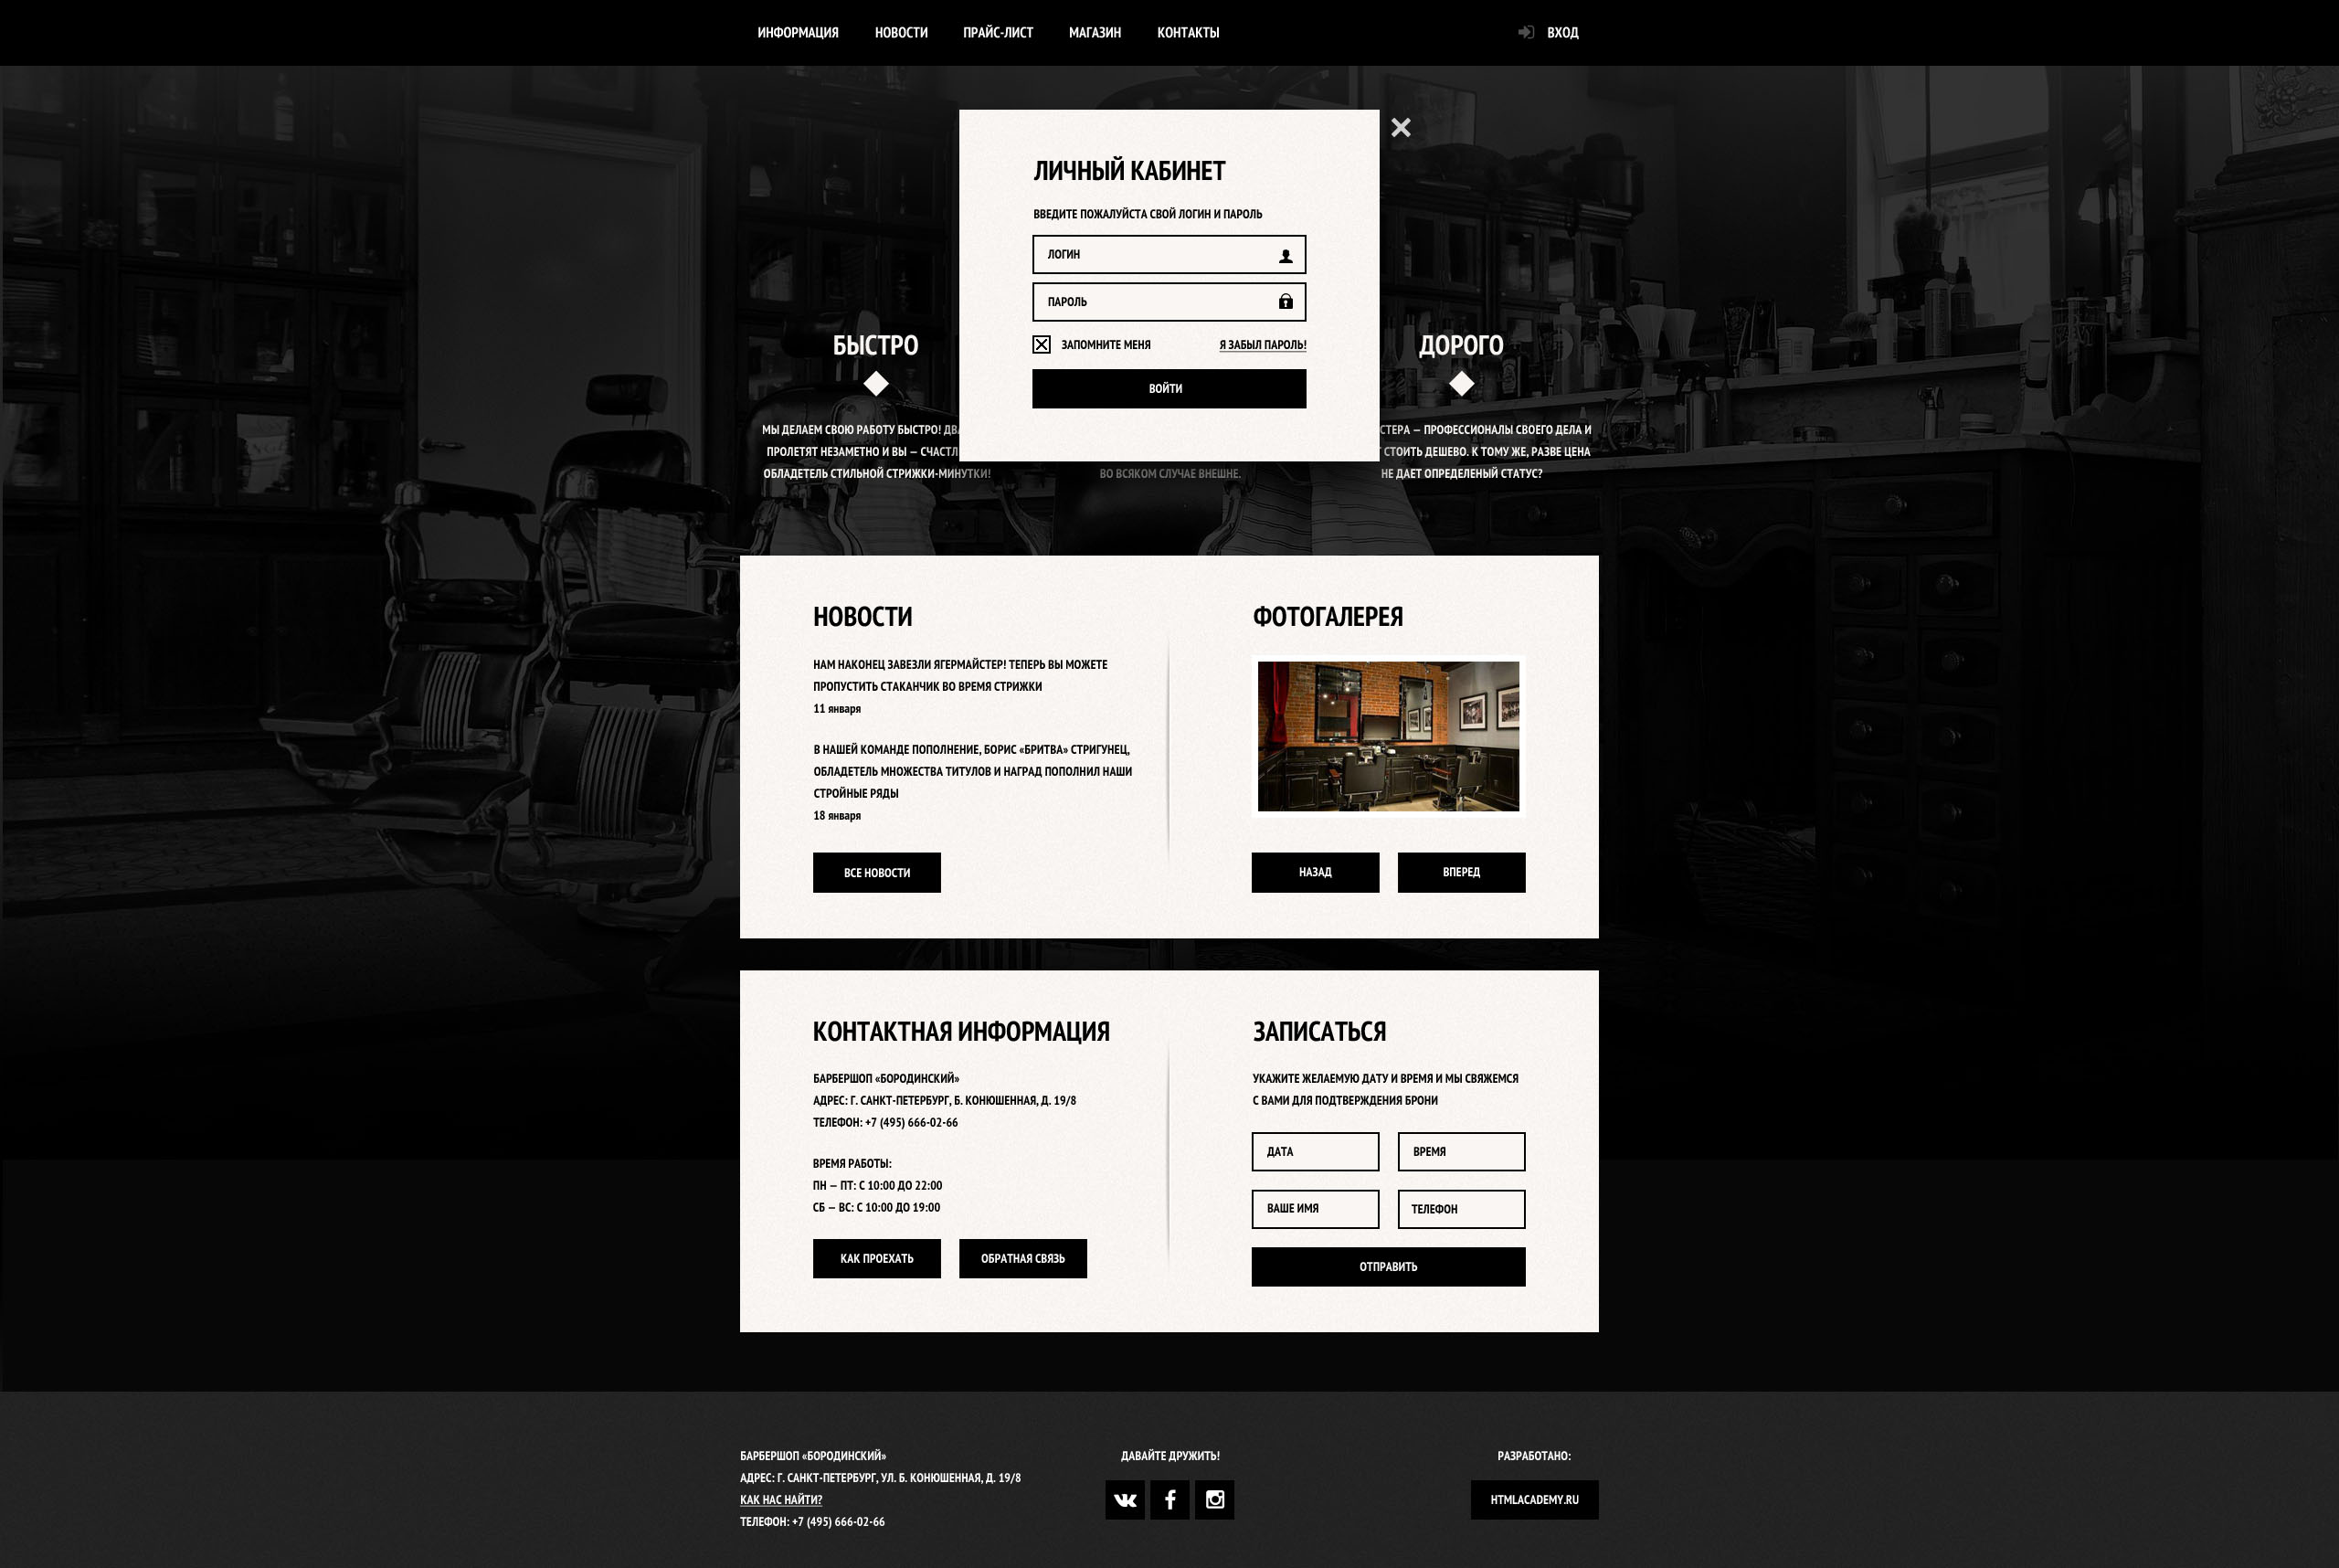 ИНФОРМАЦИЯ НОВОСТИ ПРАЙС-ЛИСТ МАГАЗИН КОНТАКТЫ ВХОД
ЛИЧНЫЙ КАБИНЕТ
ВВЕДИТЕ ПОЖАЛУЙСТА СВОЙ ЛОГИН И ПАРОЛЬ
ЛОГИН
ПАРОЛЬ
ЗАПОМНИТЕ МЕНЯ Я ЗАБЫЛ ПАРОЛЬ!
ВОЙТИ
БЫСТРО
МЫ ДЕЛАЕМ СВОЮ РАБОТУ БЫСТРО!
ПРОЛЕТЯТ НЕЗАМЕТНО И ВЫ —
ОБЛАДЕТЕЛЬ СТИЛЬНОЙ СТРИЖКИ-МИНУТКИ!
ВО ВСЯКОМ СЛУЧАЕ ВНЕШНЕ.
ДОРОГО
— ПРОФЕССИОНАЛЫ СВОЕГО ДЕЛА И
СТОИТЬ ДЕШЕВО. К ТОМУ ЖЕ, РАЗВЕ ЦЕНА
НЕ ДАЕТ ОПРЕДЕЛЕНЫЙ СТАТУС?
НОВОСТИ
НАМ НАКОНЕЦ ЗАВЕЗЛИ ЯГЕРМАЙСТЕР! ТЕПЕРЬ ВЫ МОЖЕТЕ
ПРОПУСТИТЬ СТАКАНЧИК ВО ВРЕМЯ СТРИЖКИ
11 января
В НАШЕЙ КОМАНДЕ ПОПОЛНЕНИЕ, БОРИС «БРИТВА» СТРИГУНЕЦ,
ОБЛАДЕТЕЛЬ МНОЖЕСТВА ТИТУЛОВ И НАГРАД ПОПОЛНИЛ НАШИ
СТРОЙНЫЕ РЯДЫ
18 января
ВСЕ НОВОСТИ
ФОТОГАЛЕРЕЯ
НАЗАД ВПЕРЕД
КОНТАКТНАЯ ИНФОРМАЦИЯ
БАРБЕРШОП «БОРОДИНСКИЙ»
АДРЕС: Г. САНКТ-ПЕТЕРБУРГ, Б. КОНЮШЕННАЯ, Д. 19/8
ТЕЛЕФОН: +7 (495) 666-02-66
ВРЕМЯ РАБОТЫ:
ПН — ПТ: С 10:00 ДО 22:00
СБ — ВС: С 10:00 ДО 19:00
КАК ПРОЕХАТЬ ОБРАТНАЯ СВЯЗЬ
ЗАПИСАТЬСЯ
УКАЖИТЕ ЖЕЛАЕМУЮ ДАТУ И ВРЕМЯ И МЫ СВЯЖЕМСЯ
С ВАМИ ДЛЯ ПОДТВЕРЖДЕНИЯ БРОНИ
ДАТА ВРЕМЯ
ВАШЕ ИМЯ ТЕЛЕФОН
ОТПРАВИТЬ
БАРБЕРШОП «БОРОДИНСКИЙ»
АДРЕС: Г. САНКТ-ПЕТЕРБУРГ, УЛ. Б. КОНЮШЕННАЯ, Д. 19/8
КАК НАС НАЙТИ?
ТЕЛЕФОН: +7 (495) 666-02-66
ДАВАЙТЕ ДРУЖИТЬ!
РАЗРАБОТАНО:
HTMLACADEMY.RU